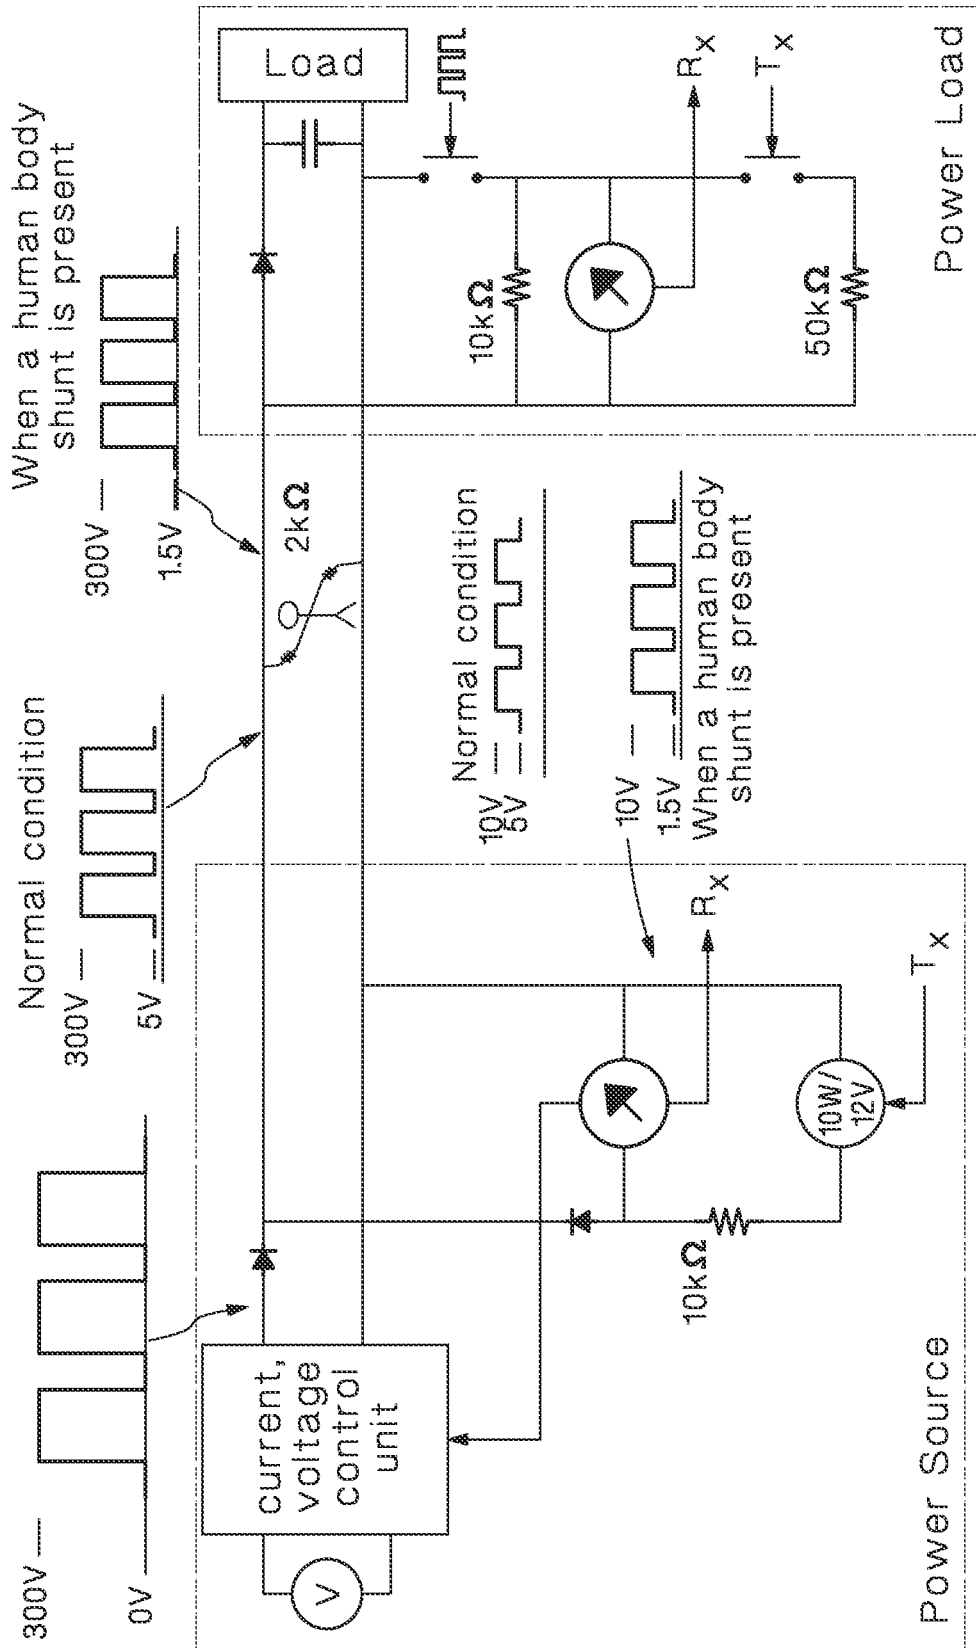 300V
0V
Normal condition
300V
5V
When a human body
shunt is present
300V
1.5V
V
current,
voltage
control
unit
2kΩ
Load
10kΩ
10W/
12V
Rx
Tx
Normal condition
10V
5V
10V
1.5V
When a human body
shunt is present
10kΩ
50kΩ
Rx
Tx
Power Source
Power Load